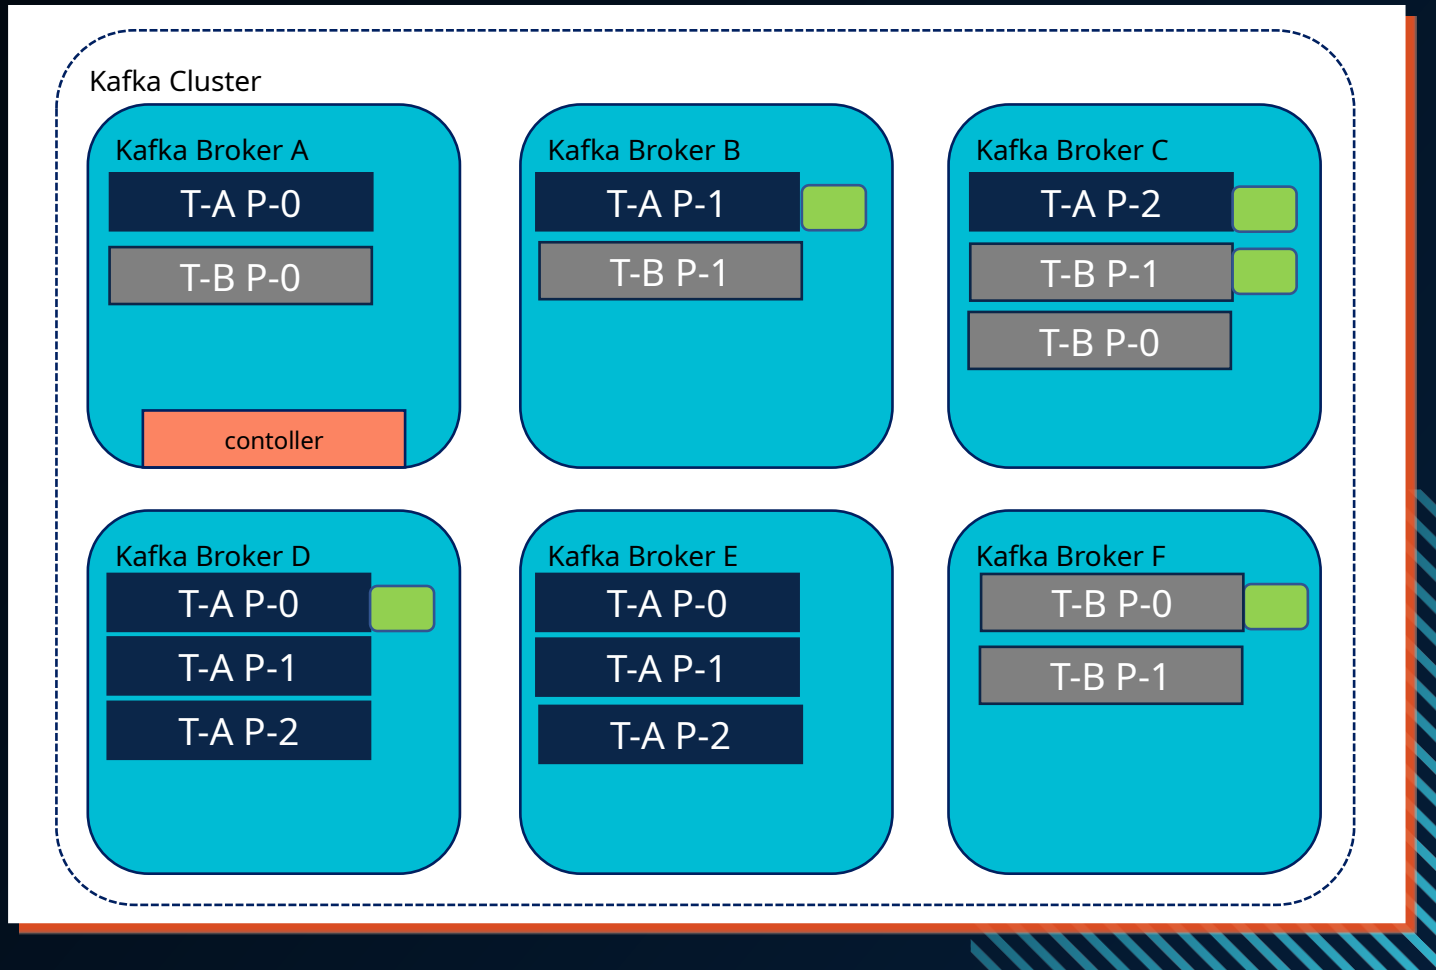 Kafka Cluster
Kafka Broker A
T-A P-0
T-B P-0
contoller
Kafka Broker B
T-A P-1
T-B P-1
Kafka Broker C
T-A P-2
T-B P-1
T-B P-0
Kafka Broker D
T-A P-0
T-A P-1
T-A P-2
Kafka Broker E
T-A P-0
T-A P-1
T-A P-2
Kafka Broker F
T-B P-0
T-B P-1